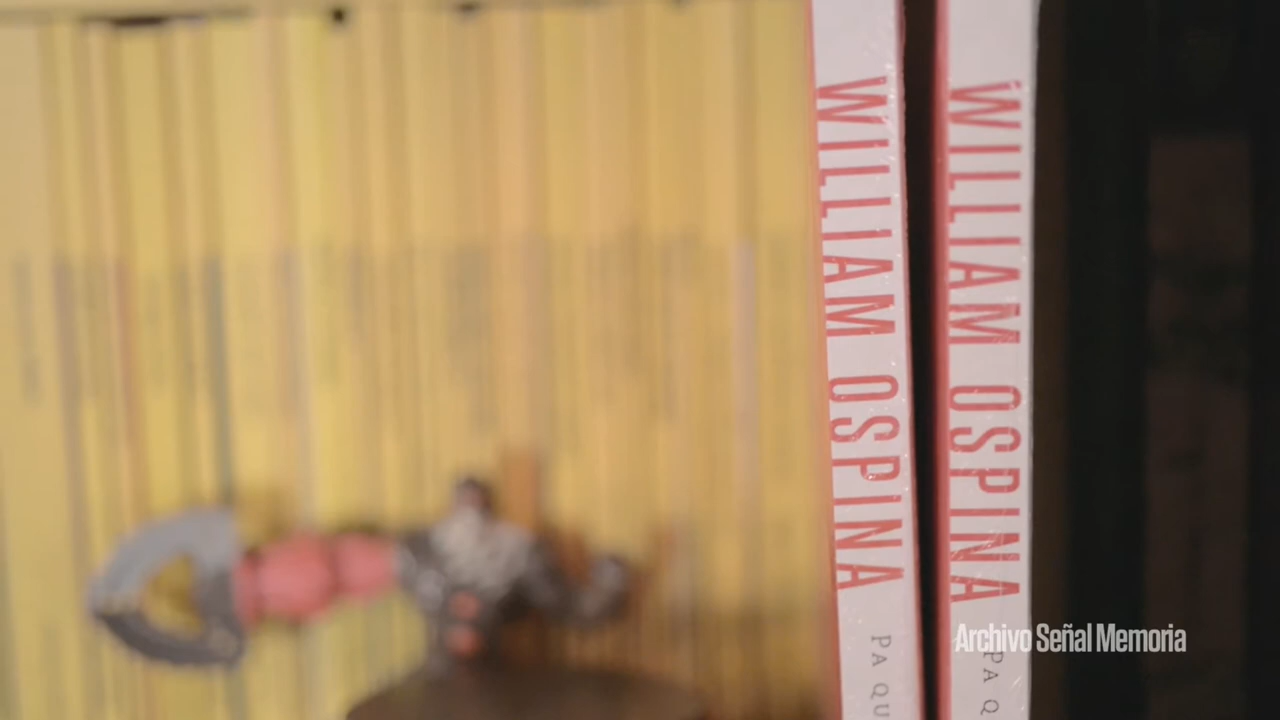 WILLIAM OSPINA
PA QU
WILLIAM OSPINA
PA Q
Archivo Señal Memoria